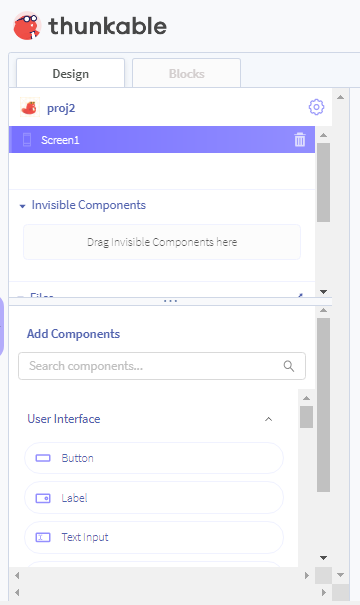 thunkable
Design
Blocks
proj2
Screen1
Invisible Components
Drag Invisible Components here
Files
Add Components
Search components...
User Interface
Button
Label
Text Input